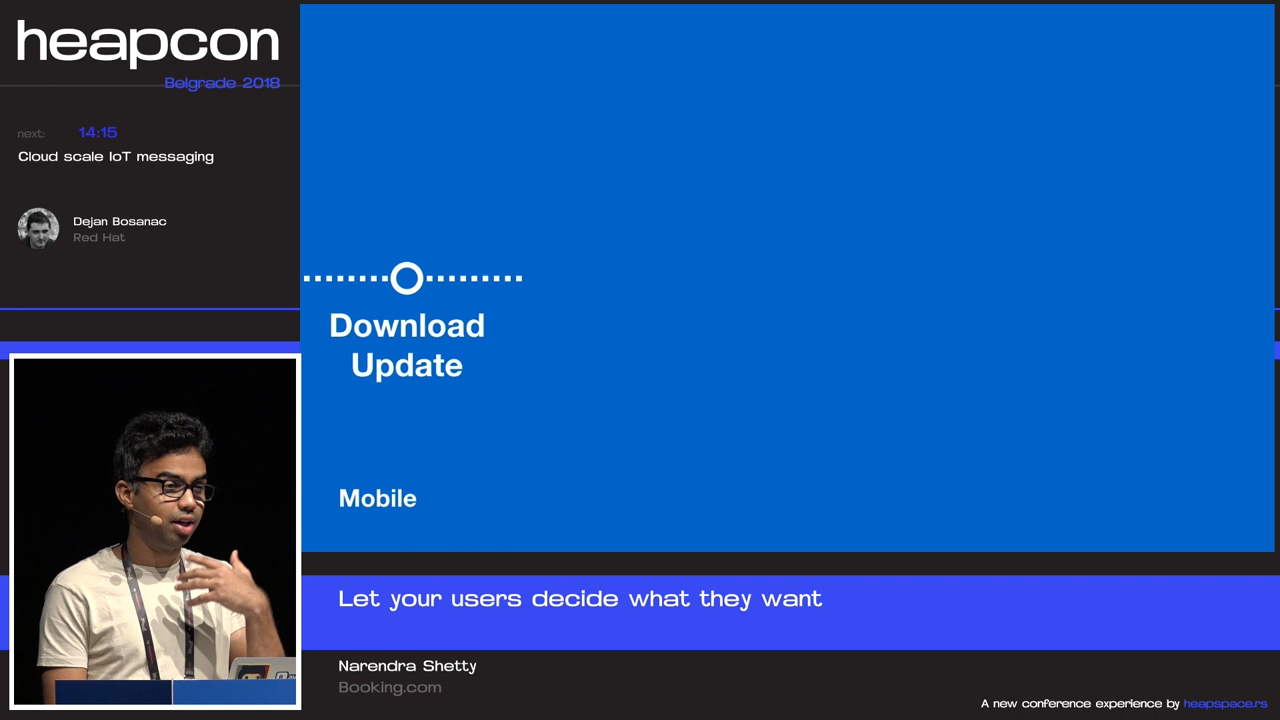 heapcon
Belgrade 2018
next: 14:15
Cloud scale IoT messaging
Dejan Bosanac
Red Hat
Download
Update
Mobile
Let your users decide what they want
Narendra Shetty
Booking.com
A new conference experience by heapspace.rs